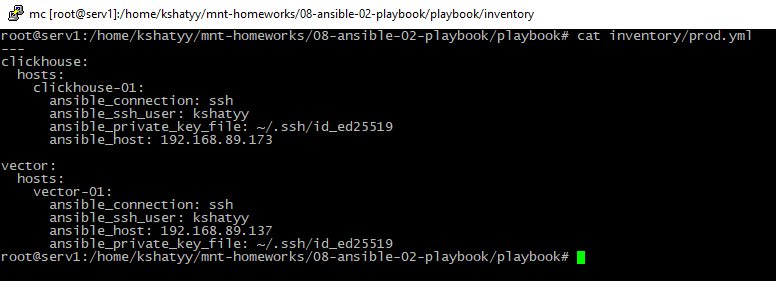 mc [root@serv1]:/home/kshatyy/mnt-homeworks/08-ansible-02-playbook/playbook/inventory
root@serv1:/home/kshatyy/mnt-homeworks/08-ansible-02-playbook/playbook# cat inventory/prod.yml
---
clickhouse:
  hosts:
    clickhouse-01:
      ansible_connection: ssh
      ansible_ssh_user: kshatyy
      ansible_private_key_file: ~/.ssh/id_ed25519
      ansible_host: 192.168.89.173

vector:
  hosts:
    vector-01:
      ansible_connection: ssh
      ansible_ssh_user: kshatyy
      ansible_host: 192.168.89.137
      ansible_private_key_file: ~/.ssh/id_ed25519
root@serv1:/home/kshatyy/mnt-homeworks/08-ansible-02-playbook/playbook#